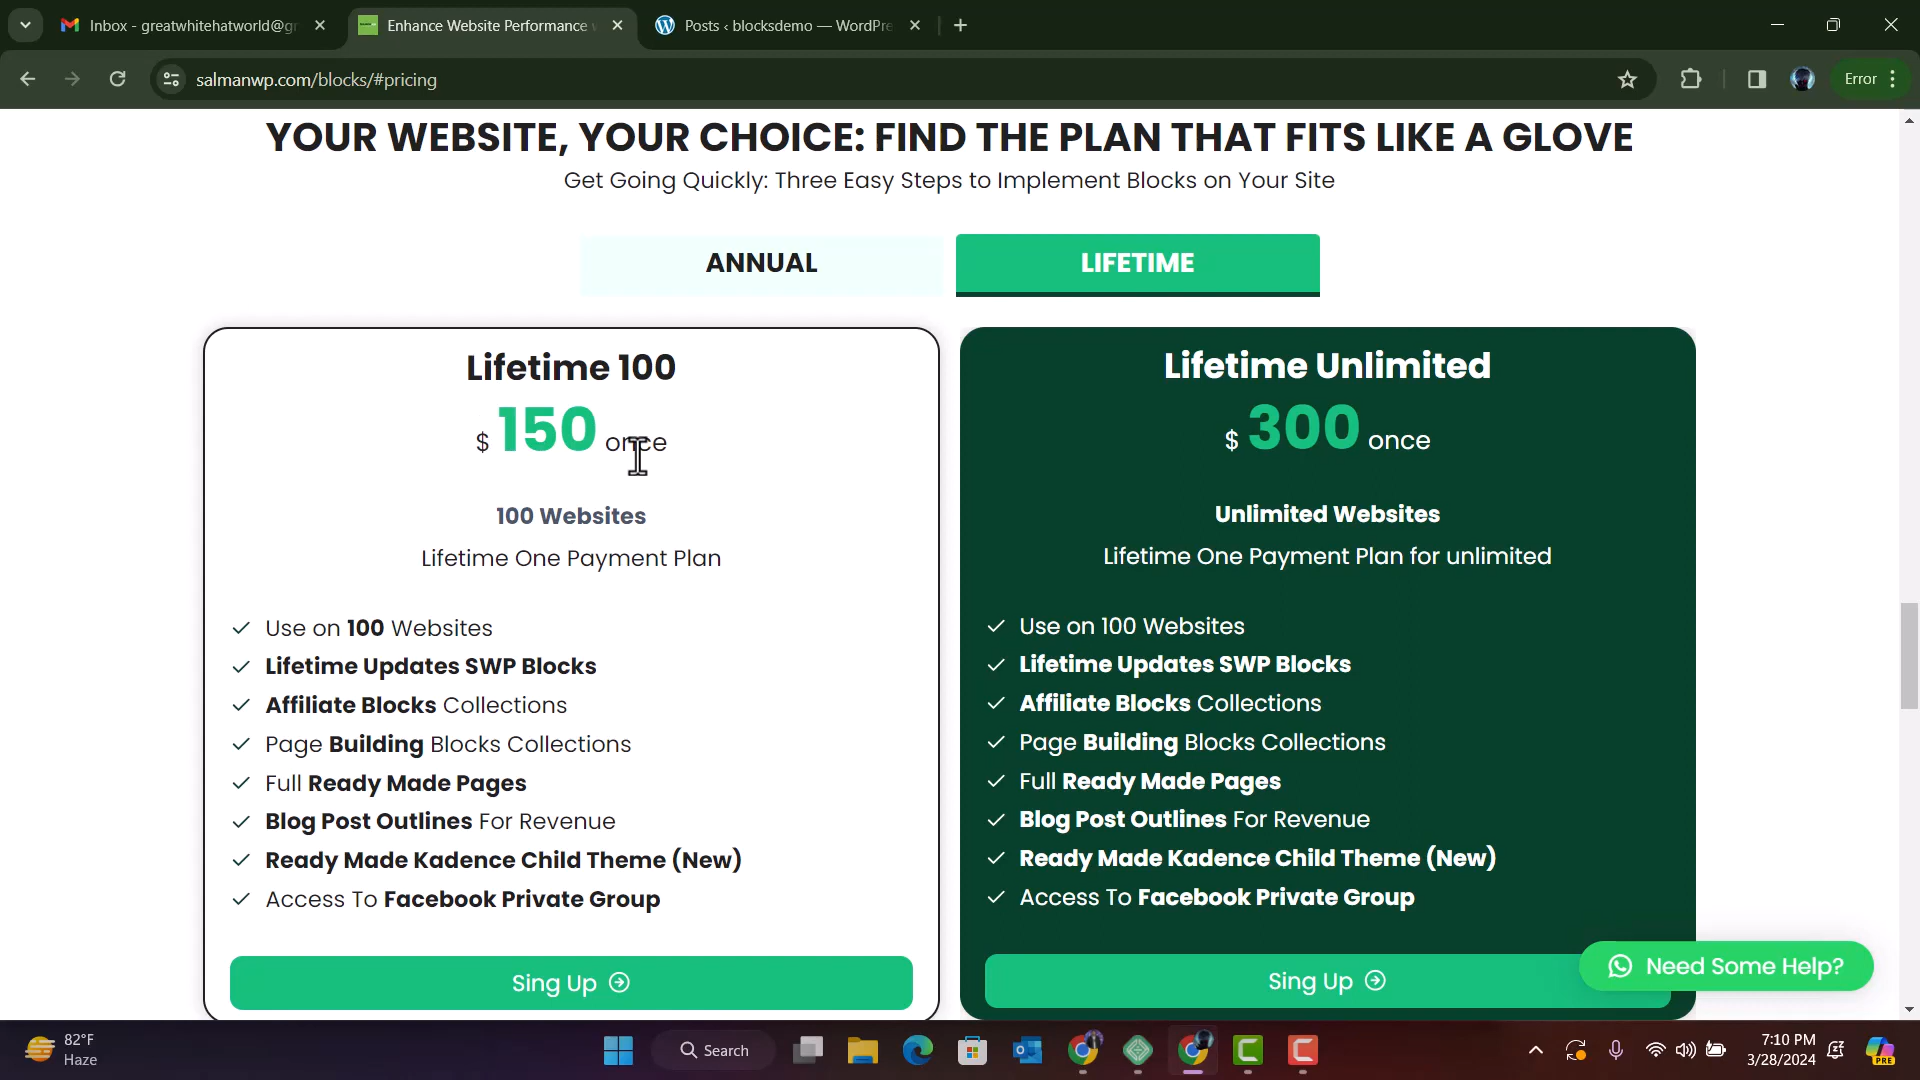 Inbox - greatwhitehatworld@g
Enhance Website Performance
Posts ‹ blocksdemo — WordPre
salmanwp.com/blocks/#pricing
Error
YOUR WEBSITE, YOUR CHOICE: FIND THE PLAN THAT FITS LIKE A GLOVE
Get Going Quickly: Three Easy Steps to Implement Blocks on Your Site
ANNUAL
LIFETIME
Lifetime 100
$ 150 once
100 Websites
Lifetime One Payment Plan
Use on 100 Websites
Lifetime Updates SWP Blocks
Affiliate Blocks Collections
Page Building Blocks Collections
Full Ready Made Pages
Blog Post Outlines For Revenue
Ready Made Kadence Child Theme (New)
Access To Facebook Private Group
Sing Up
Lifetime Unlimited
$ 300 once
Unlimited Websites
Lifetime One Payment Plan for unlimited
Use on 100 Websites
Lifetime Updates SWP Blocks
Affiliate Blocks Collections
Page Building Blocks Collections
Full Ready Made Pages
Blog Post Outlines For Revenue
Ready Made Kadence Child Theme (New)
Access To Facebook Private Group
Sing Up
Need Some Help?
82°F
Haze
Search
7:10 PM
3/28/2024
PRE